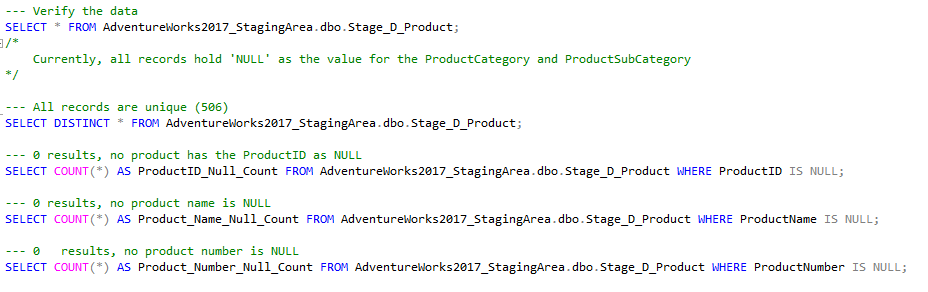 --- Verify the data
SELECT * FROM AdventureWorks2017_StagingArea.dbo.Stage_D_Product;
/*
    Currently, all records hold 'NULL' as the value for the ProductCategory and ProductSubCategory
*/
--- All records are unique (506)
SELECT DISTINCT * FROM AdventureWorks2017_StagingArea.dbo.Stage_D_Product;
--- 0 results, no product has the ProductID as NULL
SELECT COUNT(*) AS ProductID_Null_Count FROM AdventureWorks2017_StagingArea.dbo.Stage_D_Product WHERE ProductID IS NULL;
--- 0 results, no product name is NULL
SELECT COUNT(*) AS Product_Name_Null_Count FROM AdventureWorks2017_StagingArea.dbo.Stage_D_Product WHERE ProductName IS NULL;
--- 0   results, no product number is NULL
SELECT COUNT(*) AS Product_Number_Null_Count FROM AdventureWorks2017_StagingArea.dbo.Stage_D_Product WHERE ProductNumber IS NULL;